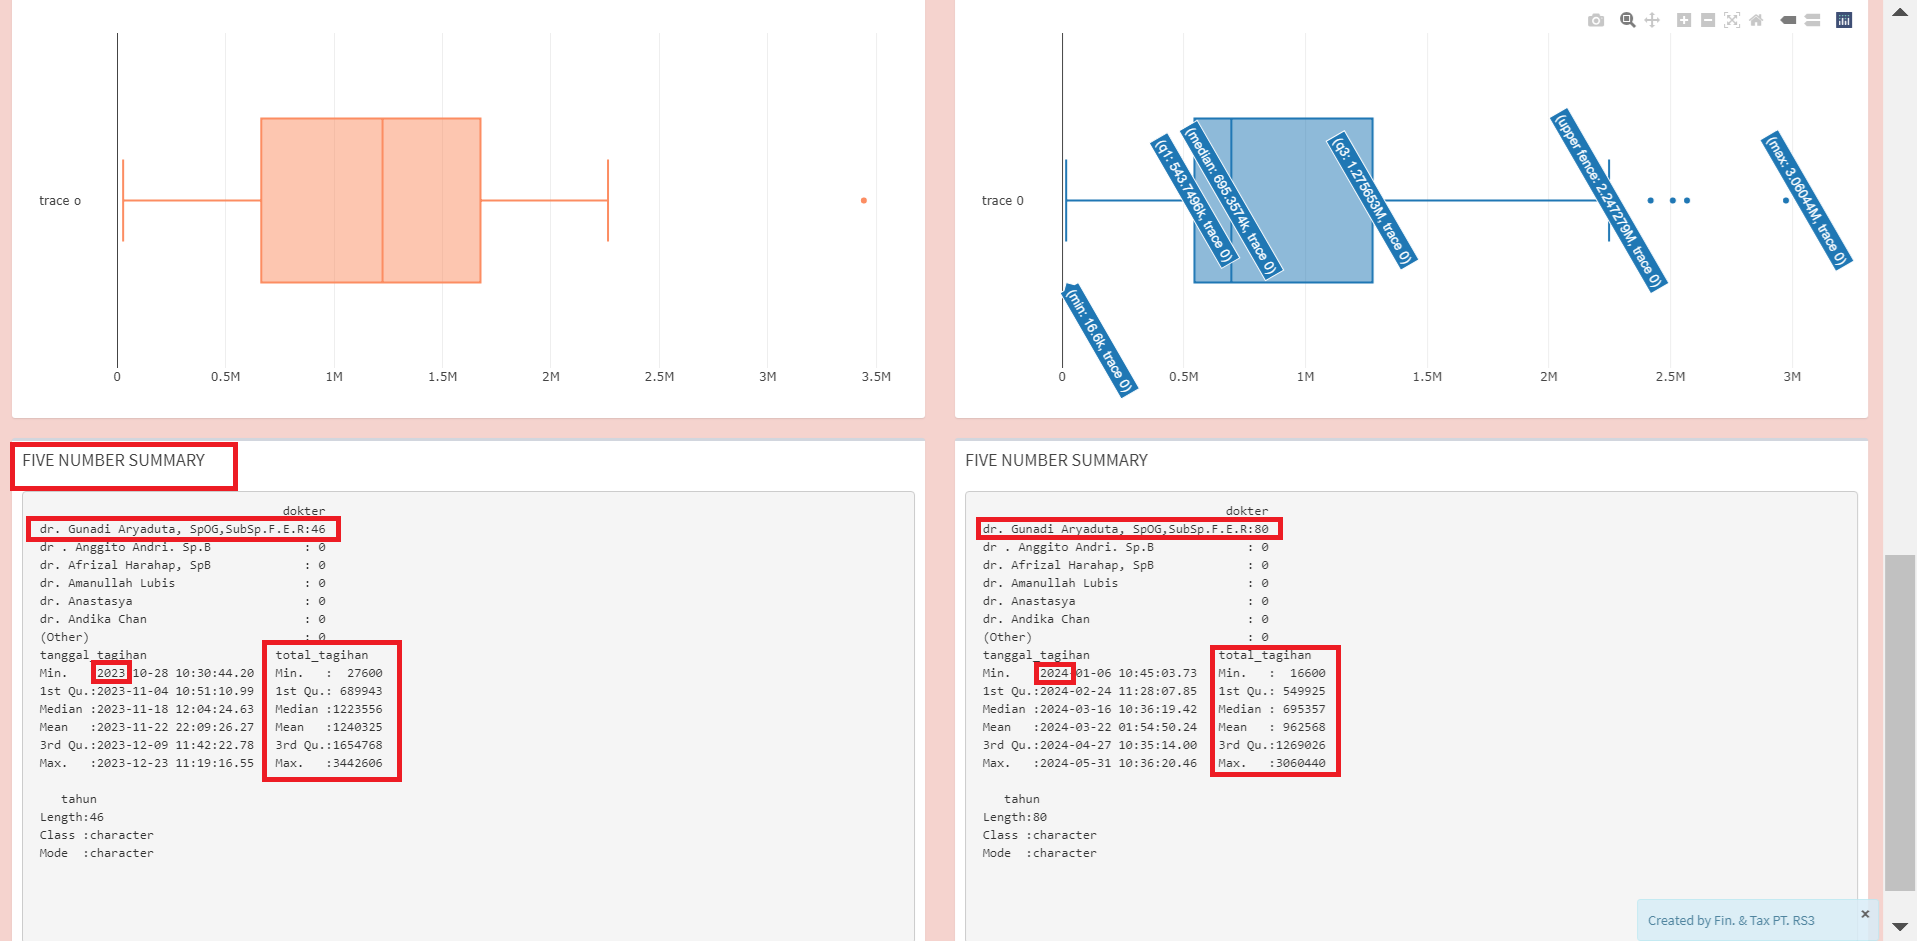 trace 0
0 0.5M 1M 1.5M 2M 2.5M 3M 3.5M
(min: 16.6k, trace 0)
(q1: 543.7496k, trace 0)
(median: 695.3574k, trace 0)
(q3: 1.275653M, trace 0)
(upper fence: 2.247279M, trace 0)
(max: 3.06044M, trace 0)
trace 0
0 0.5M 1M 1.5M 2M 2.5M 3M
FIVE NUMBER SUMMARY
dokter
dr. Gunadi Aryaduta, SpOG,SubSp.F.E.R:46
dr . Anggito Andri. Sp.B : 0
dr. Afrizal Harahap, SpB : 0
dr. Amanullah Lubis : 0
dr. Anastasya : 0
dr. Andika Chan : 0
(Other) : 0
tanggal_tagihan total_tagihan
Min. :2023-10-28 10:30:44.20 Min. : 27600
1st Qu.:2023-11-04 10:51:10.99 1st Qu.: 689943
Median :2023-11-18 12:04:24.63 Median :1223556
Mean :2023-11-22 22:09:26.27 Mean :1240325
3rd Qu.:2023-12-09 11:42:22.78 3rd Qu.:1654768
Max. :2023-12-23 11:19:16.55 Max. :3442606
tahun
Length:46
Class :character
Mode :character
FIVE NUMBER SUMMARY
dokter
dr. Gunadi Aryaduta, SpOG,SubSp.F.E.R:80
dr . Anggito Andri. Sp.B : 0
dr. Afrizal Harahap, SpB : 0
dr. Amanullah Lubis : 0
dr. Anastasya : 0
dr. Andika Chan : 0
(Other) : 0
tanggal_tagihan total_tagihan
Min. :2024-01-06 10:45:03.73 Min. : 16600
1st Qu.:2024-02-24 11:28:07.85 1st Qu.: 549925
Median :2024-03-16 10:36:19.42 Median : 695357
Mean :2024-03-22 01:54:50.24 Mean : 962568
3rd Qu.:2024-04-27 10:35:14.00 3rd Qu.:1269026
Max. :2024-05-31 10:36:20.46 Max. :3060440
tahun
Length:80
Class :character
Mode :character
Created by Fin. & Tax PT. RS3 ×